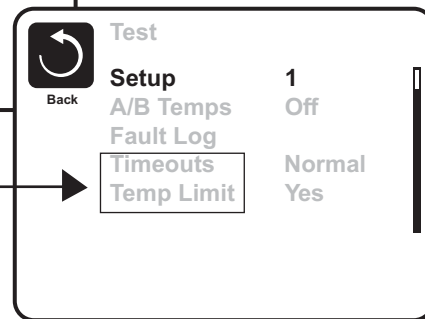 Test
Back
Setup 1
A/B Temps Off
Fault Log
Timeouts Normal
Temp Limit Yes